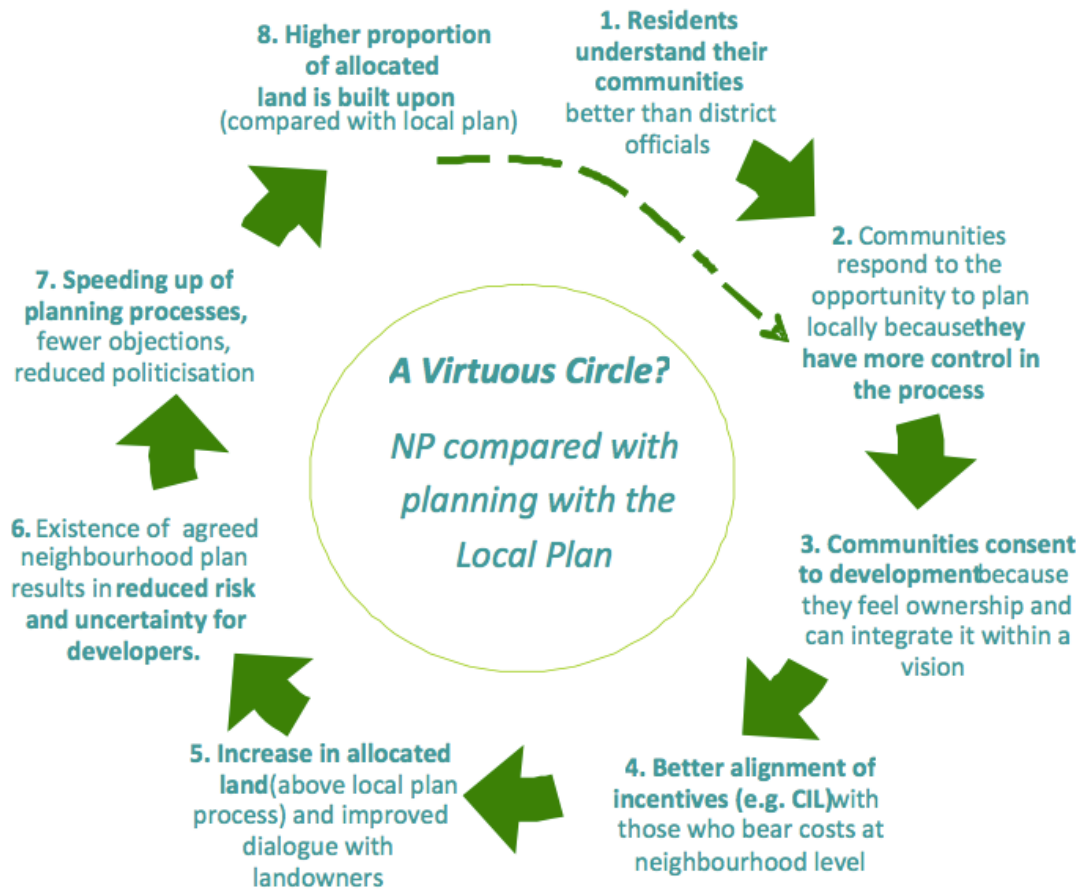 1. Residents
understand their
communities
better than district
officials
2. Communities
respond to the
opportunity to plan
locally becausethey
have more control in
the process
3. Communities consent
to developmentbecause
they feel ownership and
can integrate it within a
vision
4. Better alignment of
incentives (e.g. CIL)with
those who bear costs at
neighbourhood level
5. Increase in allocated
land(above local plan
process) and improved
dialogue with
landowners
6. Existence of agreed
neighbourhood plan
results in reduced risk
and uncertainty for
developers.
7. Speeding up of
planning processes,
fewer objections,
reduced politicisation
8. Higher proportion
of allocated
land is built upon
(compared with local plan)
A Virtuous Circle?
NP compared with
planning with the
Local Plan